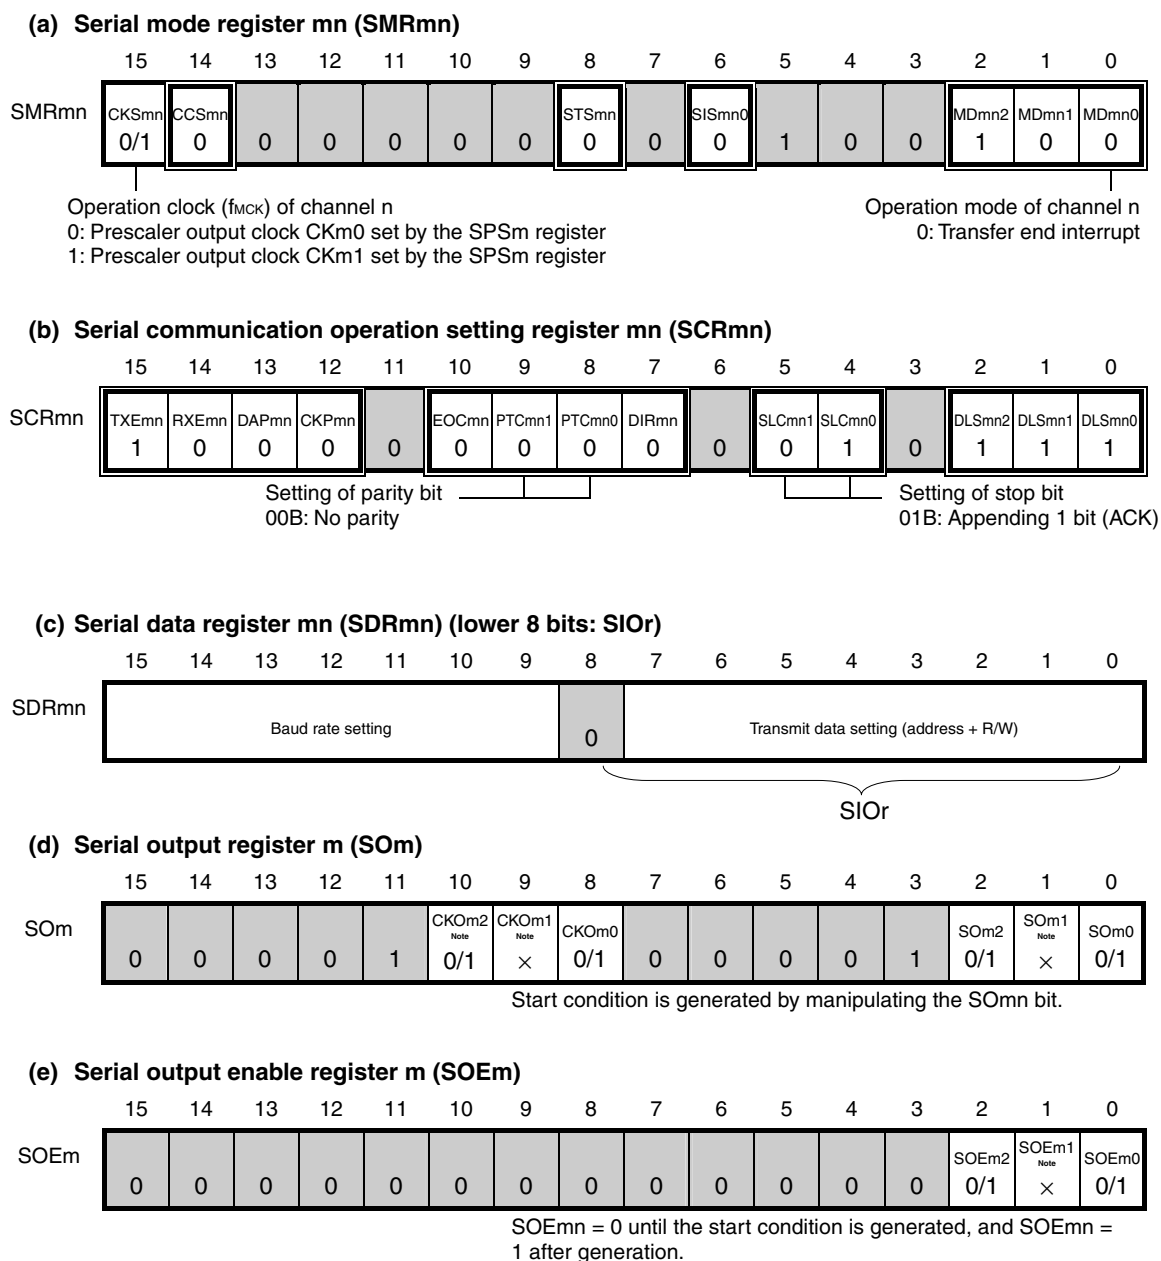 (a) Serial mode register mn (SMRmn)
15 14 13 12 11 10 9 8 7 6 5 4 3 2 1 0
SMRmn
CKSmn CCSmn STSmn SISmn0 MDmn2 MDmn1 MDmn0
0/1 0 0 0 0 0 0 0 0 0 1 0 0 1 0 0
Operation clock (fMCK) of channel n
0: Prescaler output clock CKm0 set by the SPSm register
1: Prescaler output clock CKm1 set by the SPSm register
Operation mode of channel n
0: Transfer end interrupt
(b) Serial communication operation setting register mn (SCRmn)
15 14 13 12 11 10 9 8 7 6 5 4 3 2 1 0
SCRmn
TXEmn RXEmn DAPmn CKPmn EOCmn PTCmn1 PTCmn0 DIRmn SLCmn1 SLCmn0 DLSmn2 DLSmn1 DLSmn0
1 0 0 0 0 0 0 0 0 0 0 1 0 1 1 1
Setting of parity bit
00B: No parity
Setting of stop bit
01B: Appending 1 bit (ACK)
(c) Serial data register mn (SDRmn) (lower 8 bits: SIOr)
15 14 13 12 11 10 9 8 7 6 5 4 3 2 1 0
SDRmn
Baud rate setting
0
Transmit data setting (address + R/W)
SIOr
(d) Serial output register m (SOm)
15 14 13 12 11 10 9 8 7 6 5 4 3 2 1 0
SOm
CKOm2 CKOm1 CKOm0 SOm2 SOm1 SOm0
Note Note Note
0 0 0 0 1 0/1 × 0/1 0 0 0 0 1 0/1 × 0/1
Start condition is generated by manipulating the SOmn bit.
(e) Serial output enable register m (SOEm)
15 14 13 12 11 10 9 8 7 6 5 4 3 2 1 0
SOEm
SOEm2 SOEm1 SOEm0
Note
0 0 0 0 0 0 0 0 0 0 0 0 0 0/1 × 0/1
SOEmn = 0 until the start condition is generated, and SOEmn =
1 after generation.